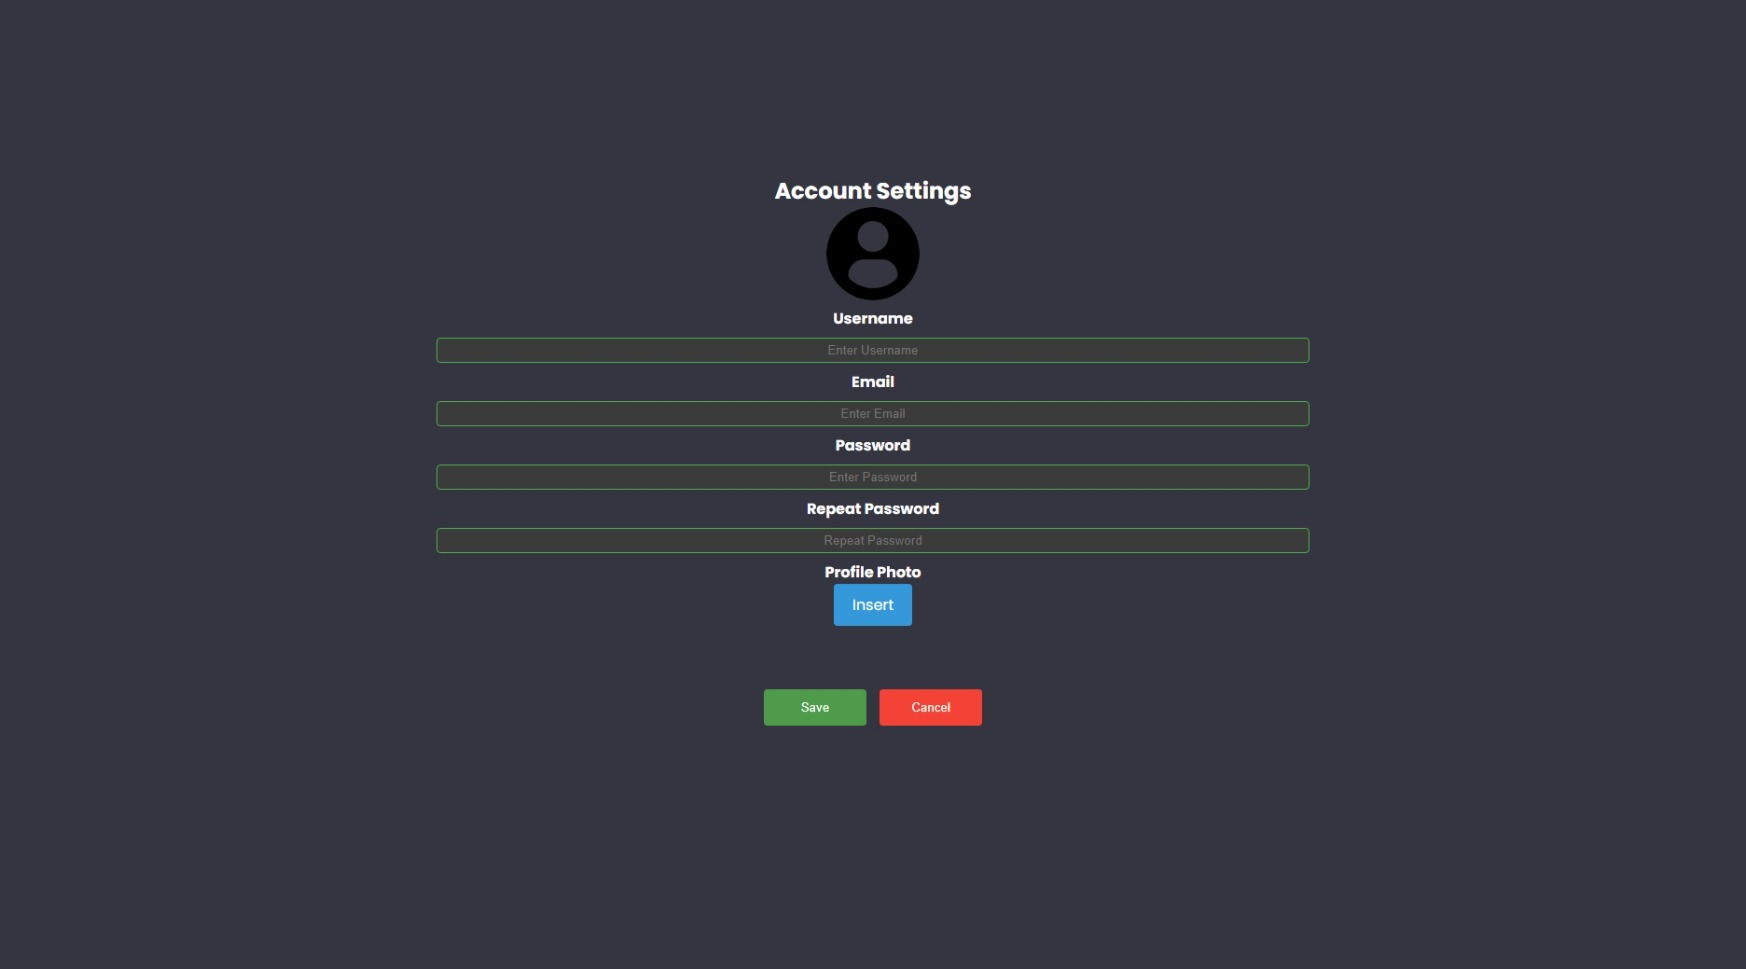 Account Settings
Username
Enter Username
Email
Enter Email
Password
Enter Password
Repeat Password
Repeat Password
Profile Photo
Insert
Save
Cancel